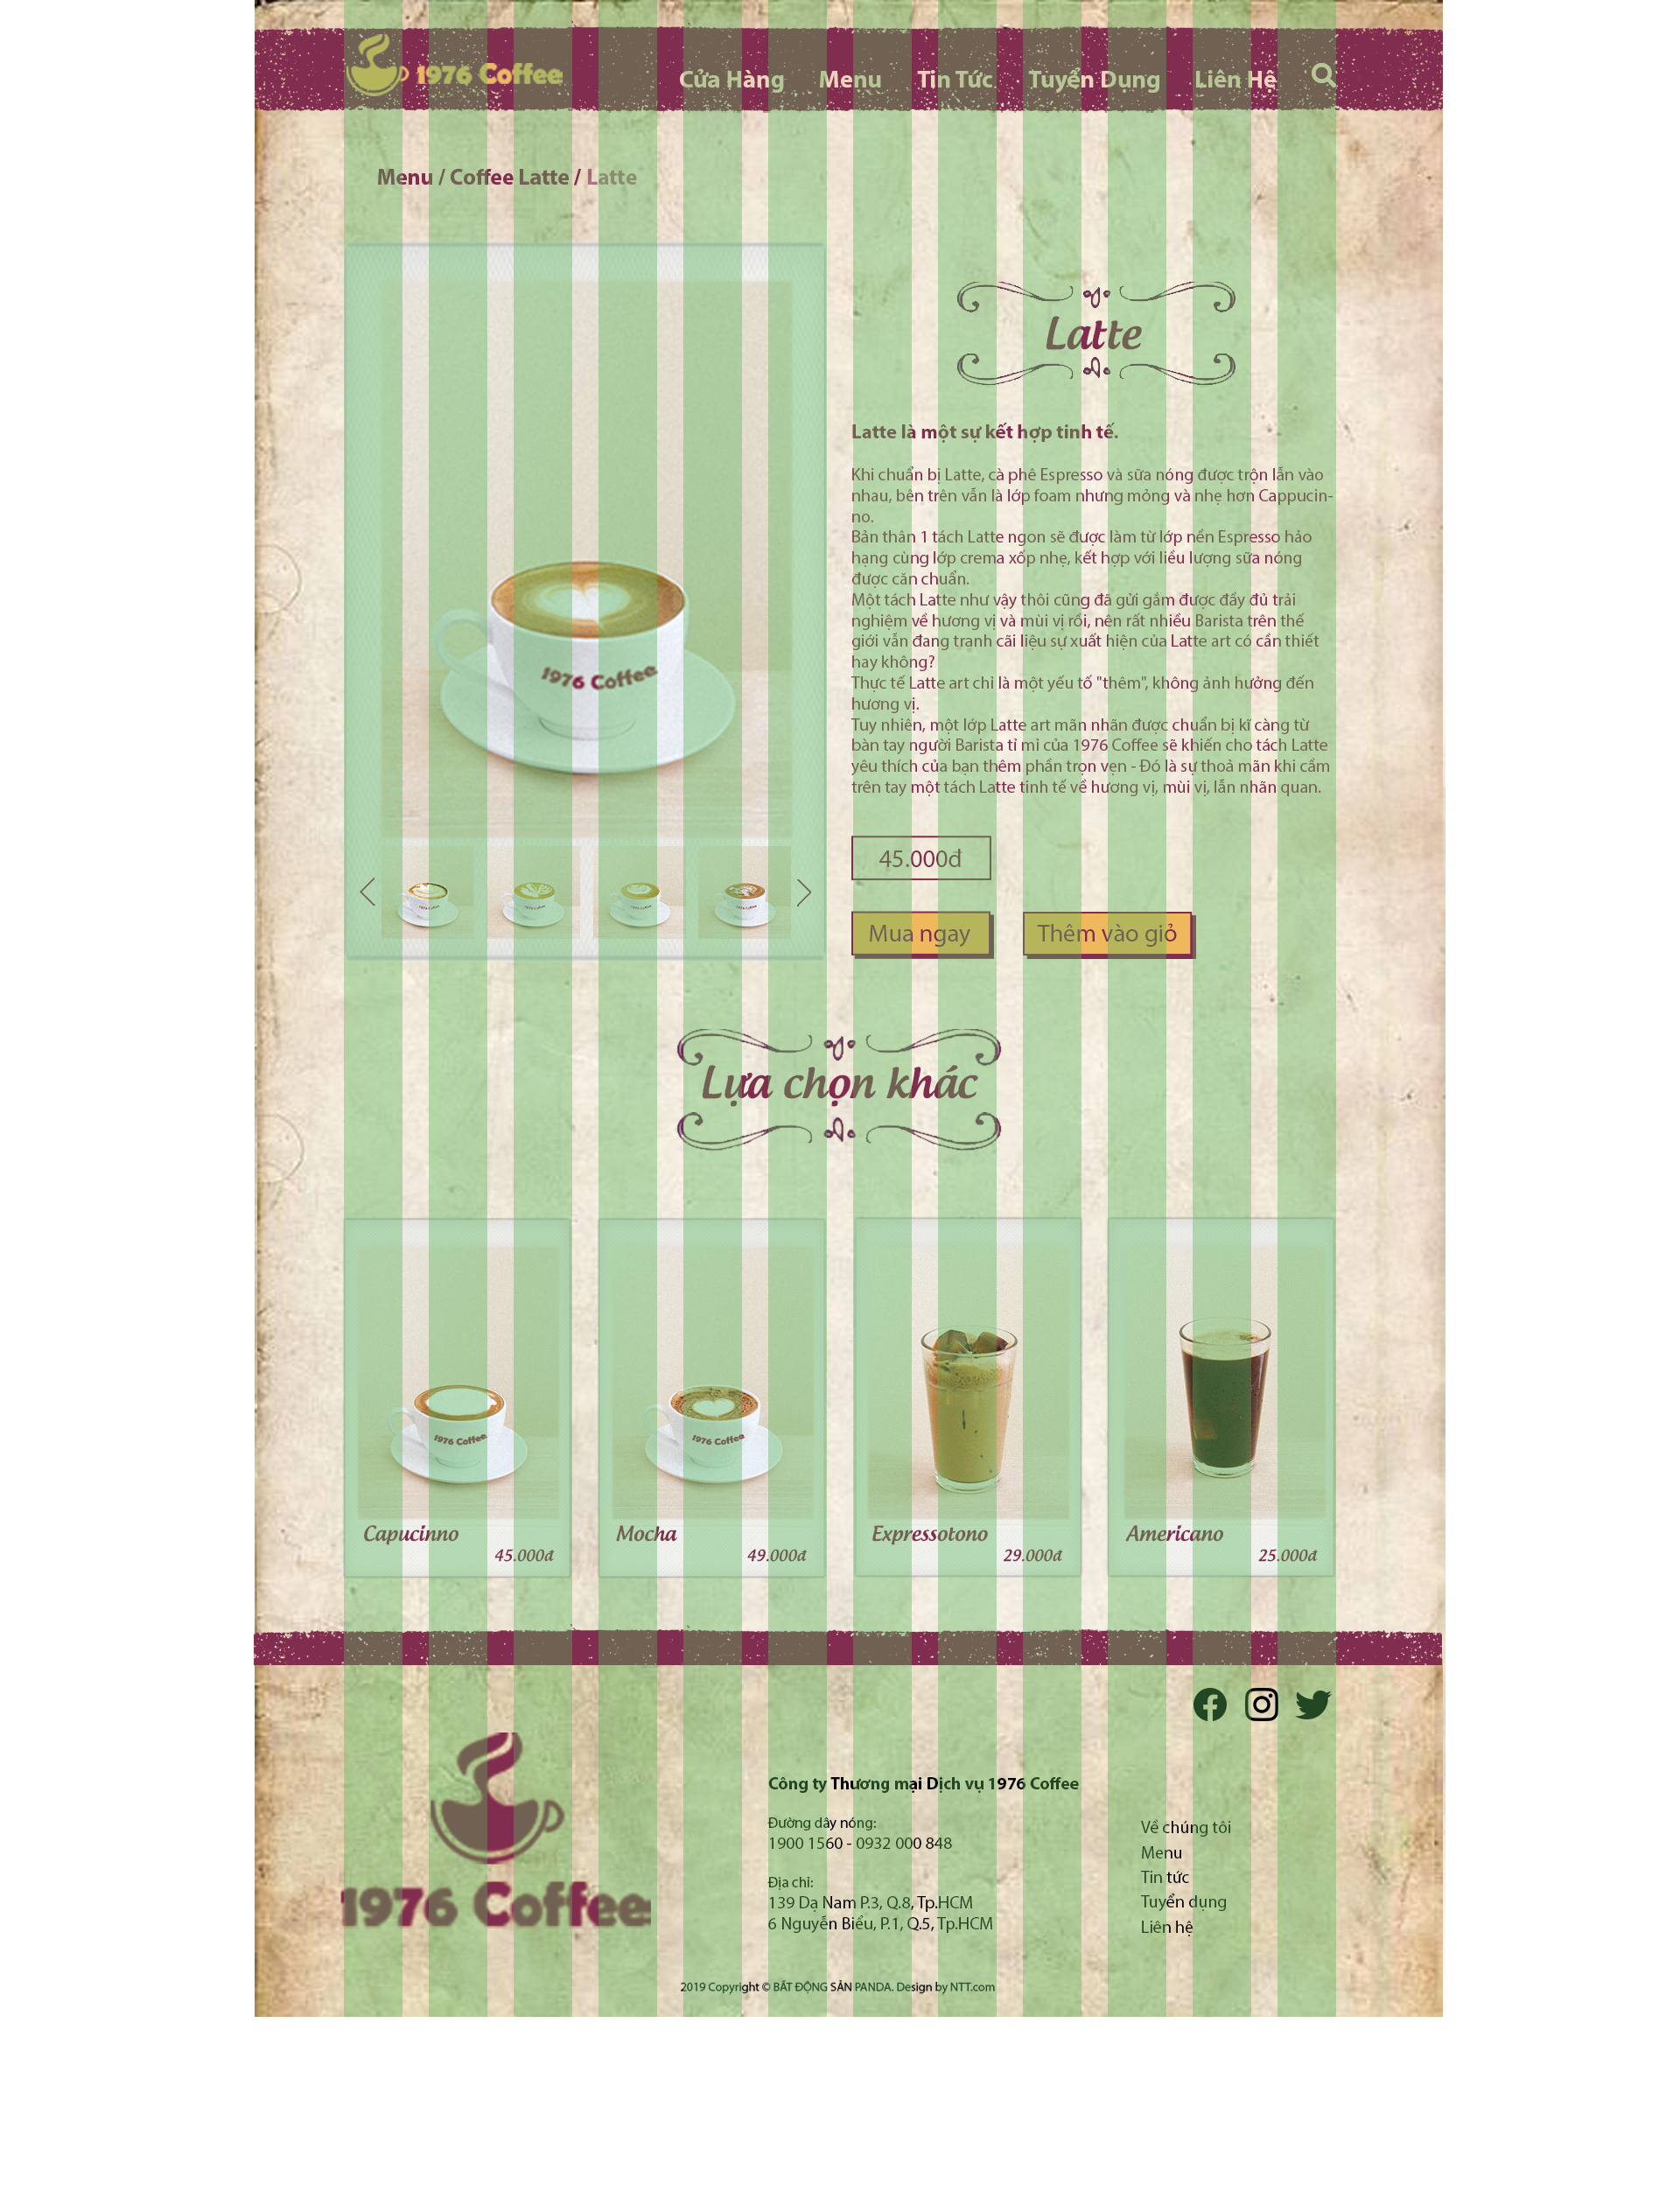 1976 Coffee
Cửa Hàng Menu Tin Tức Tuyển Dụng Liên Hệ
Menu / Coffee Latte / Latte
Latte
Latte là một sự kết hợp tinh tế.
Khi chuẩn bị Latte, cà phê Espresso và sữa nóng được trộn lẫn vào
nhau, bên trên vẫn là lớp foam nhưng mỏng và nhẹ hơn Cappucin-
no.
Bản thân 1 tách Latte ngon sẽ được làm từ lớp nền Espresso hảo
hạng cùng lớp crema xốp nhẹ, kết hợp với liều lượng sữa nóng
được căn chuẩn.
Một tách Latte như vậy thôi cũng đã gửi gắm được đầy đủ trải
nghiệm về hương vị và mùi vị rồi, nên rất nhiều Barista trên thế
giới vẫn đang tranh cãi liệu sự xuất hiện của Latte art có cần thiết
hay không?
Thực tế Latte art chỉ là một yếu tố "thêm", không ảnh hưởng đến
hương vị.
Tuy nhiên, một lớp Latte art mãn nhãn được chuẩn bị kĩ càng từ
bàn tay người Barista tỉ mỉ của 1976 Coffee sẽ khiến cho tách Latte
yêu thích của bạn thêm phần trọn vẹn - Đó là sự thoả mãn khi cầm
trên tay một tách Latte tinh tế về hương vị, mùi vị, lẫn nhãn quan.
1976 Coffee
45.000đ
Mua ngay Thêm vào giỏ
Lựa chọn khác
1976 Coffee
1976 Coffee
Capucinno
45.000đ
Mocha
49.000đ
Expressotono
29.000đ
Americano
25.000đ
1976 Coffee
Công ty Thương mại Dịch vụ 1976 Coffee
Đường dây nóng:
1900 1560 - 0932 000 848
Địa chỉ:
139 Dạ Nam P.3, Q.8, Tp.HCM
6 Nguyễn Biểu, P.1, Q.5, Tp.HCM
Về chúng tôi
Menu
Tin tức
Tuyển dụng
Liên hệ
2019 Copyright © BẤT ĐỘNG SẢN PANDA. Design by NTT.com